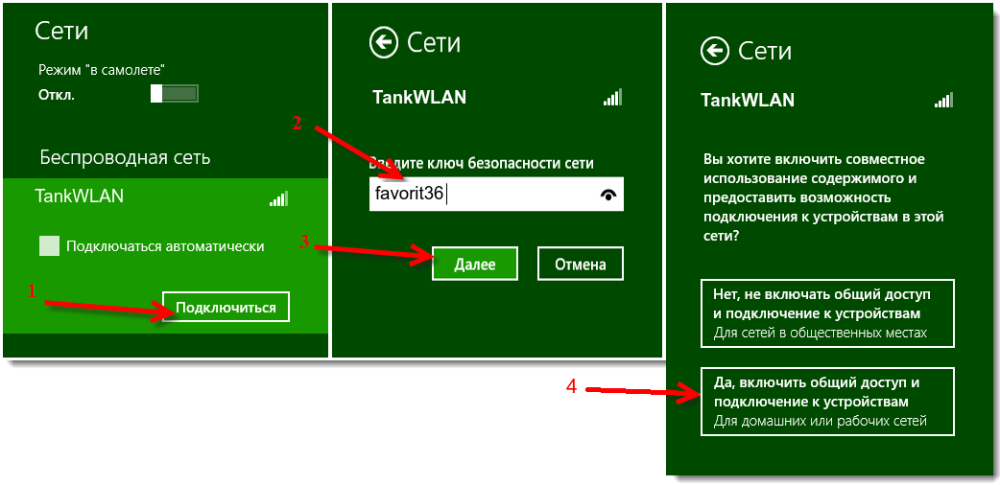 Сети
Режим "в самолете"
Откл.
Беспроводная сеть
TankWLAN
Подключаться автоматически
1
Подключиться
Сети
TankWLAN
2
Введите ключ безопасности сети
favorit36
3
Далее
Отмена
Сети
TankWLAN
Вы хотите включить совместное
использование содержимого и
предоставить возможность
подключения к устройствам в этой
сети?
Нет, не включать общий доступ
и подключение к устройствам
Для сетей в общественных местах
4
Да, включить общий доступ и
подключение к устройствам
Для домашних или рабочих сетей